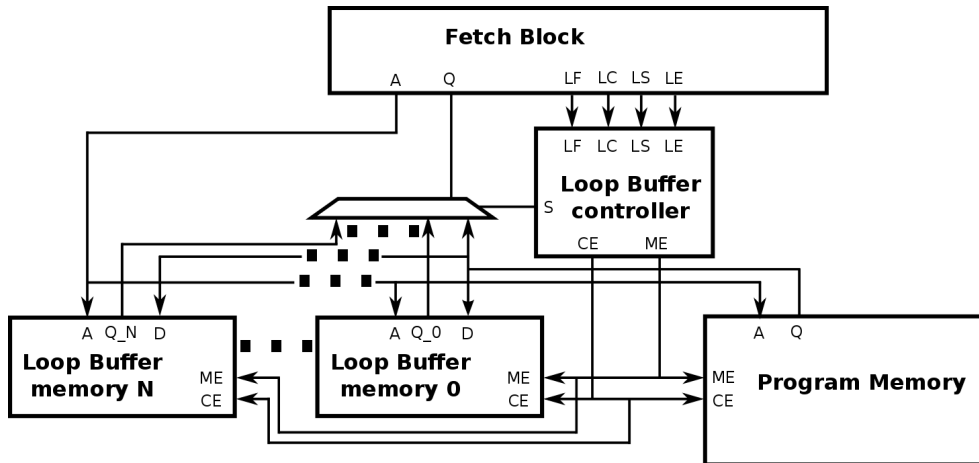 Fetch Block
A Q LF LC LS LE
LF LC LS LE
Loop Buffer
controller
S
CE ME
A Q_N D
Loop Buffer
memory N
ME
CE
A Q_0 D
Loop Buffer
memory 0
ME
CE
A Q
ME
CE
Program Memory